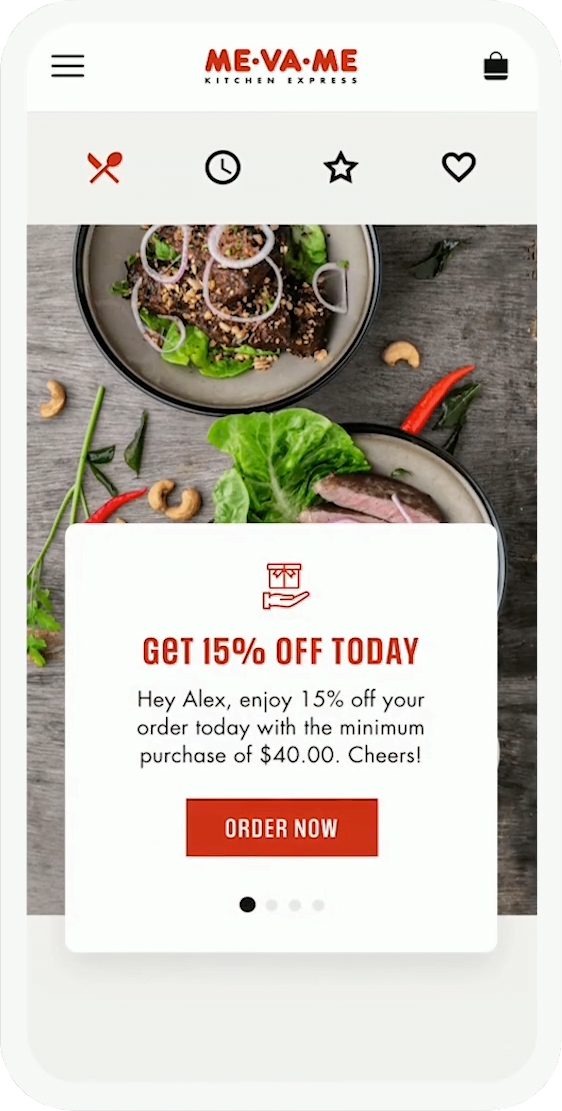 ME•VA•ME
KITCHEN EXPRESS
GET 15% OFF TODAY
Hey Alex, enjoy 15% off your
order today with the minimum
purchase of $40.00. Cheers!
ORDER NOW